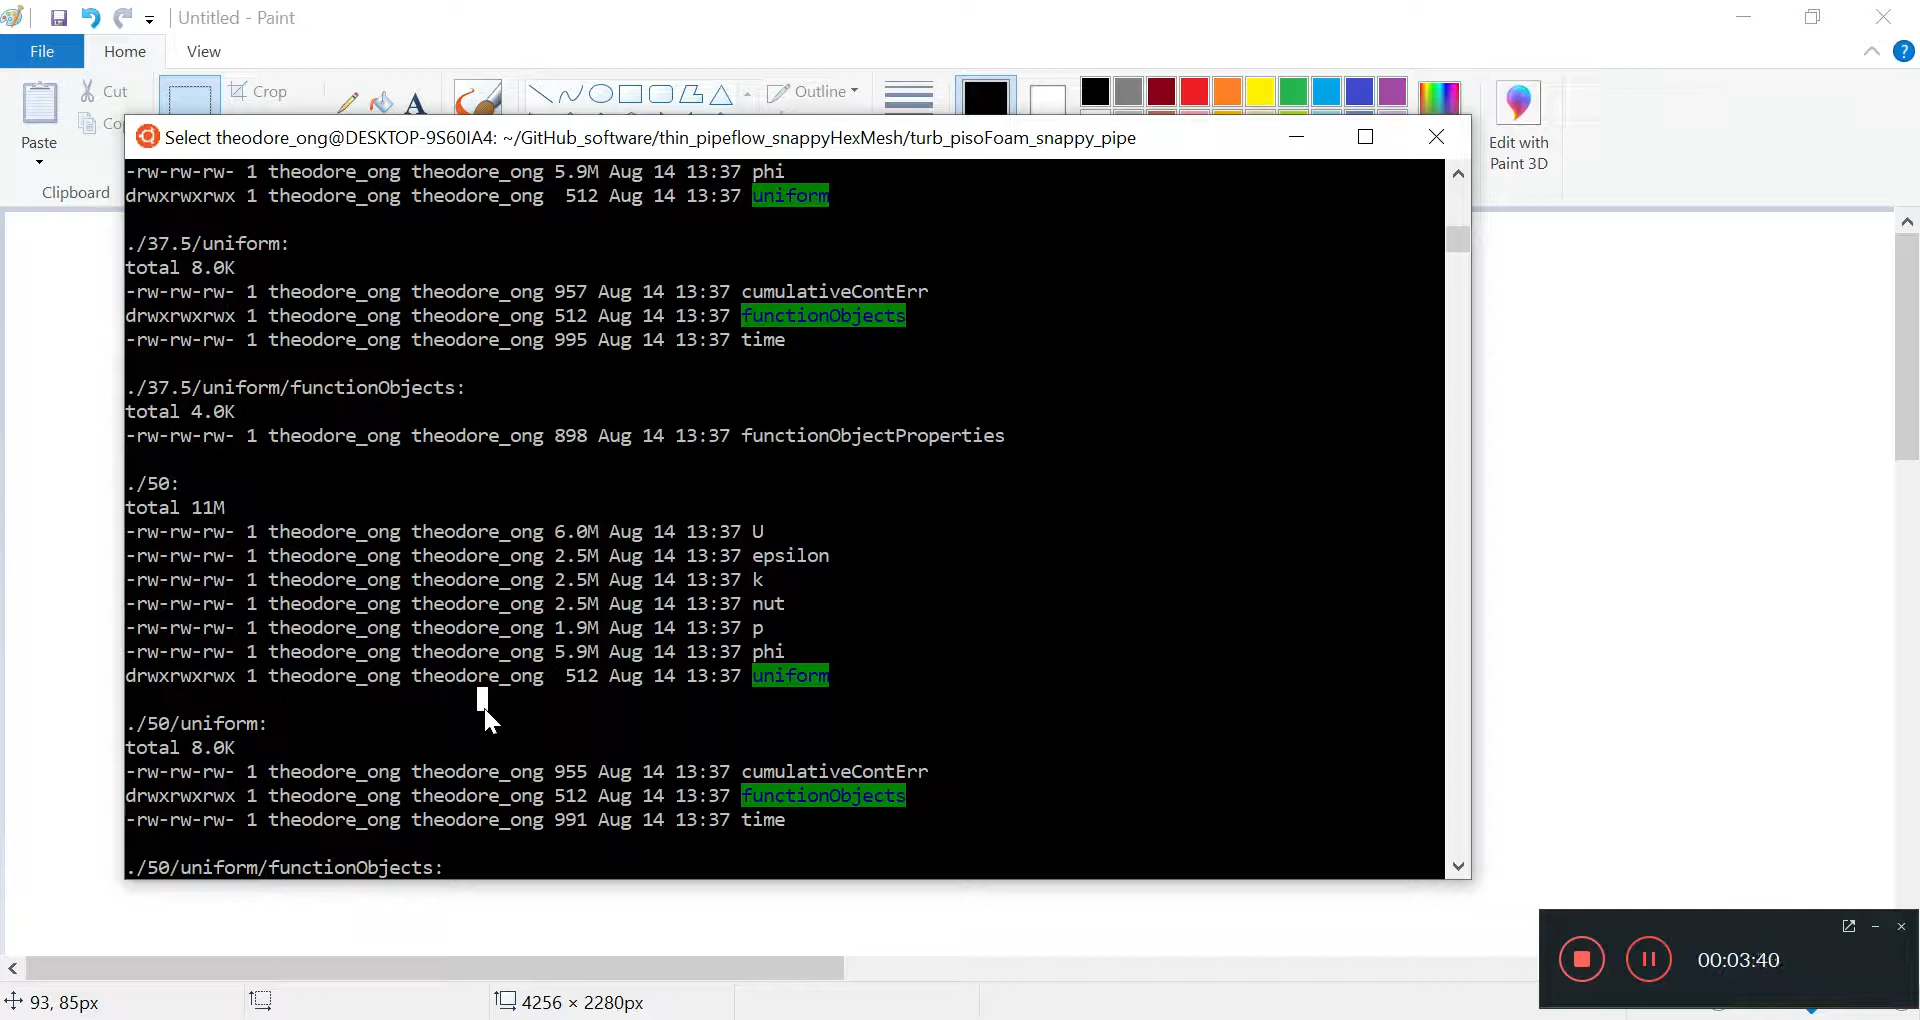 Untitled - Paint
File Home View
Cut Crop Outline
Paste
Clipboard
Edit with
Paint 3D
Select theodore_ong@DESKTOP-9S60IA4: ~/GitHub_software/thin_pipeflow_snappyHexMesh/turb_pisoFoam_snappy_pipe
-rw-rw-rw- 1 theodore_ong theodore_ong 5.9M Aug 14 13:37 phi
drwxrwxrwx 1 theodore_ong theodore_ong  512 Aug 14 13:37 uniform
./37.5/uniform:
total 8.0K
-rw-rw-rw- 1 theodore_ong theodore_ong 957 Aug 14 13:37 cumulativeContErr
drwxrwxrwx 1 theodore_ong theodore_ong 512 Aug 14 13:37 functionObjects
-rw-rw-rw- 1 theodore_ong theodore_ong 995 Aug 14 13:37 time
./37.5/uniform/functionObjects:
total 4.0K
-rw-rw-rw- 1 theodore_ong theodore_ong 898 Aug 14 13:37 functionObjectProperties
./50:
total 11M
-rw-rw-rw- 1 theodore_ong theodore_ong 6.0M Aug 14 13:37 U
-rw-rw-rw- 1 theodore_ong theodore_ong 2.5M Aug 14 13:37 epsilon
-rw-rw-rw- 1 theodore_ong theodore_ong 2.5M Aug 14 13:37 k
-rw-rw-rw- 1 theodore_ong theodore_ong 2.5M Aug 14 13:37 nut
-rw-rw-rw- 1 theodore_ong theodore_ong 1.9M Aug 14 13:37 p
-rw-rw-rw- 1 theodore_ong theodore_ong 5.9M Aug 14 13:37 phi
drwxrwxrwx 1 theodore_ong theodore_ong  512 Aug 14 13:37 uniform
./50/uniform:
total 8.0K
-rw-rw-rw- 1 theodore_ong theodore_ong 955 Aug 14 13:37 cumulativeContErr
drwxrwxrwx 1 theodore_ong theodore_ong 512 Aug 14 13:37 functionObjects
-rw-rw-rw- 1 theodore_ong theodore_ong 991 Aug 14 13:37 time
./50/uniform/functionObjects:
00:03:40
93, 85px
4256 × 2280px